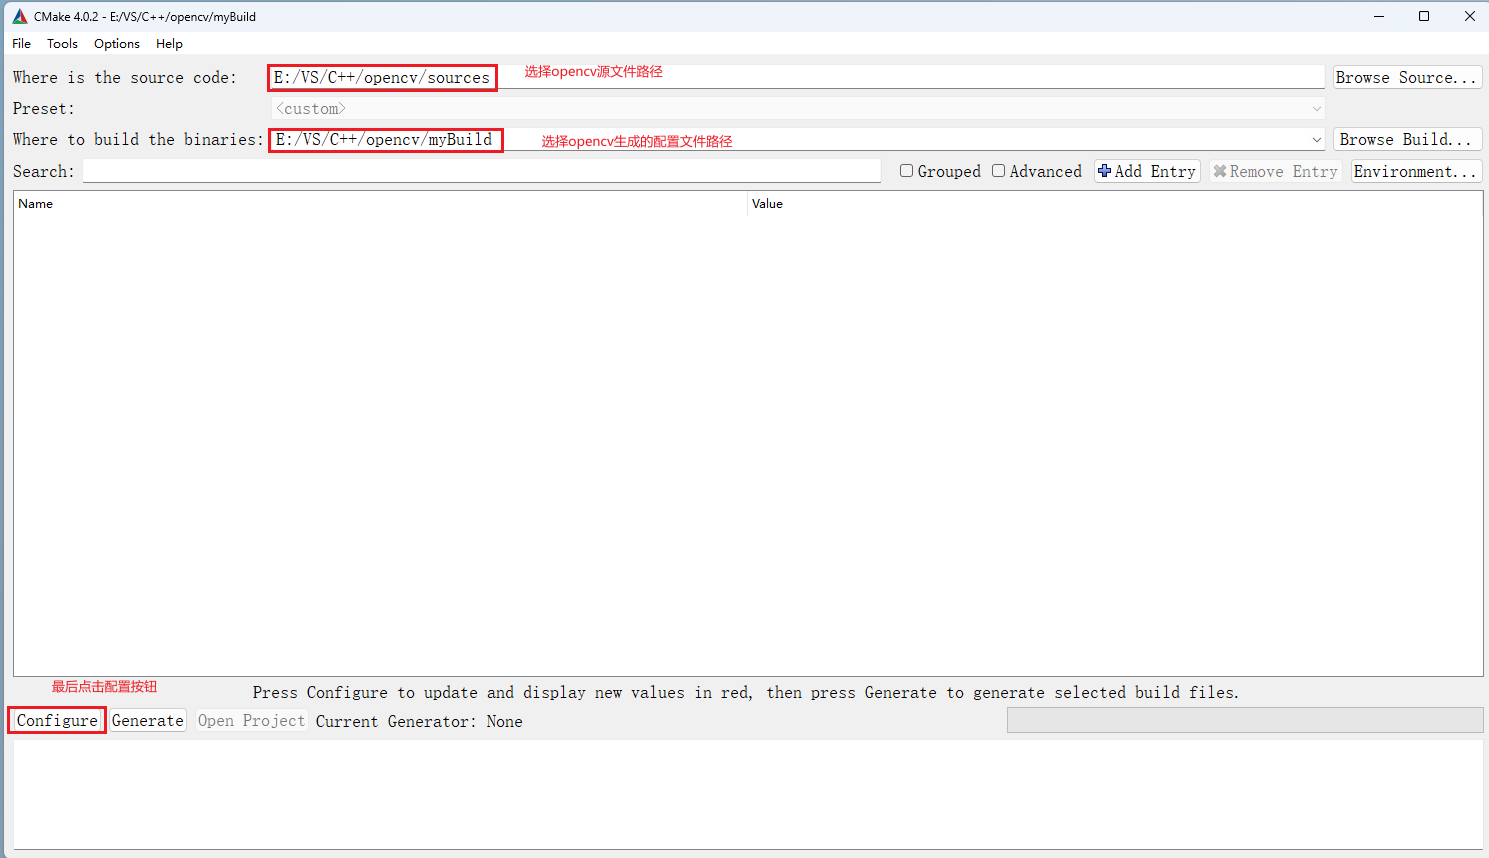 CMake 4.0.2 - E:/VS/C++/opencv/myBuild
File Tools Options Help
Where is the source code: E:/VS/C++/opencv/sources 选择opencv源文件路径 Browse Source...
Preset: <custom>
Where to build the binaries: E:/VS/C++/opencv/myBuild 选择opencv生成的配置文件路径 Browse Build...
Search: Grouped Advanced Add Entry Remove Entry Environment...
Name Value
最后点击配置按钮
Press Configure to update and display new values in red, then press Generate to generate selected build files.
Configure Generate Open Project Current Generator: None